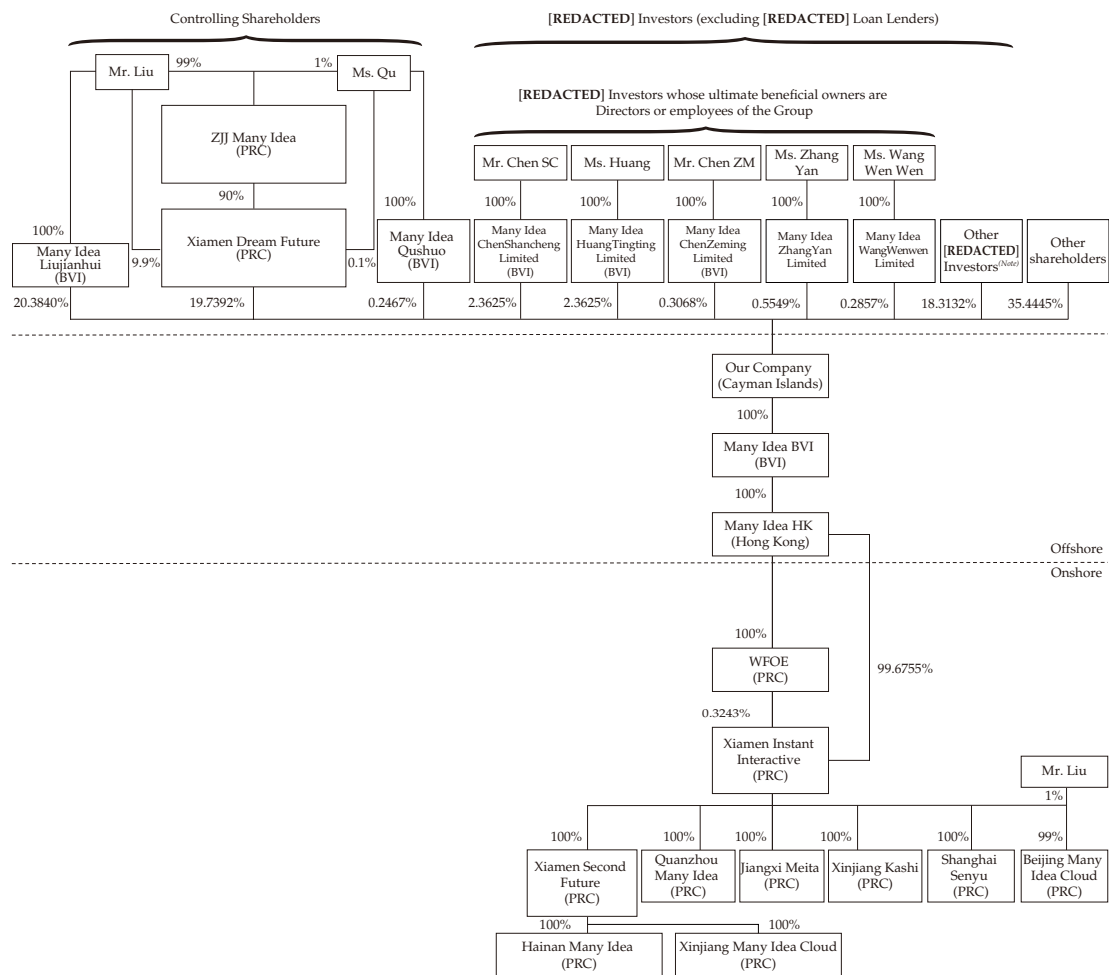 Controlling Shareholders
[REDACTED] Investors (excluding [REDACTED] Loan Lenders)
Mr. Liu
99%
1%
Ms. Qu
[REDACTED] Investors whose ultimate beneficial owners are
Directors or employees of the Group
ZJJ Many Idea
(PRC)
Mr. Chen SC
Ms. Huang
Mr. Chen ZM
Ms. Zhang
Yan
Ms. Wang
Wen Wen
90%
100%
100%
100%
100%
100%
100%
100%
Many Idea
Liujianhui
(BVI)
9.9%
Xiamen Dream Future
(PRC)
0.1%
Many Idea
Qushuo
(BVI)
Many Idea
ChenShancheng
Limited
(BVI)
Many Idea
HuangTingting
Limited
(BVI)
Many Idea
ChenZeming
Limited
(BVI)
Many Idea
ZhangYan
Limited
Many Idea
WangWenwen
Limited
Other
[REDACTED]
Investors(Note)
Other
shareholders
20.3840%
19.7392%
0.2467%
2.3625%
2.3625%
0.3068%
0.5549%
0.2857%
18.3132%
35.4445%
Our Company
(Cayman Islands)
100%
Many Idea BVI
(BVI)
100%
Many Idea HK
(Hong Kong)
Offshore
Onshore
100%
WFOE
(PRC)
99.6755%
0.3243%
Xiamen Instant
Interactive
(PRC)
Mr. Liu
1%
100%
100%
100%
100%
100%
99%
Xiamen Second
Future
(PRC)
Quanzhou
Many Idea
(PRC)
Jiangxi Meita
(PRC)
Xinjiang Kashi
(PRC)
Shanghai
Senyu
(PRC)
Beijing Many
Idea Cloud
(PRC)
100%
100%
Hainan Many Idea
(PRC)
Xinjiang Many Idea Cloud
(PRC)